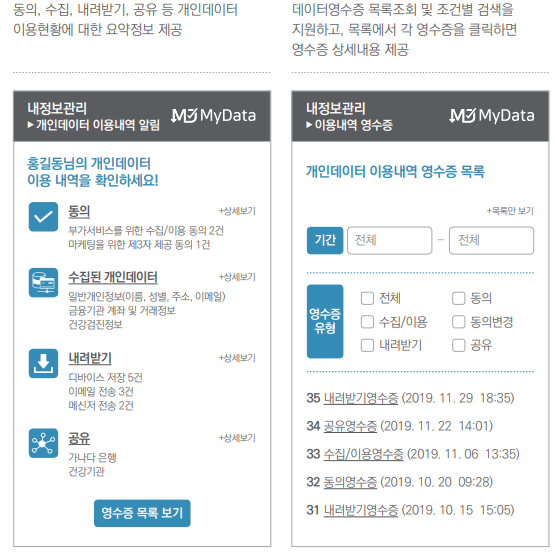 동의, 수집, 내려받기, 공유 등 개인데이터
이용현황에 대한 요약정보 제공
내정보관리
▶개인데이터 이용내역 알림
MyData
홍길동님의 개인데이터
이용 내역을 확인하세요!
동의
+상세보기
부가서비스를 위한 수집/이용 동의 2건
마케팅을 위한 제3자 제공 동의 1건
수집된 개인데이터
+상세보기
일반개인정보(이름, 성별, 주소, 이메일)
금융기관 계좌 및 거래정보
건강검진정보
내려받기
+상세보기
디바이스 저장 5건
이메일 전송 3건
메신저 전송 2건
공유
+상세보기
가나다 은행
건강기관
영수증 목록 보기
데이터영수증 목록조회 및 조건별 검색을
지원하고, 목록에서 각 영수증을 클릭하면
영수증 상세내용 제공
내정보관리
▶이용내역 영수증
MyData
개인데이터 이용내역 영수증 목록
+목록만 보기
기간 전체 – 전체
영수증
유형
전체 동의
수집/이용 동의변경
내려받기 공유
35 내려받기영수증 (2019. 11. 29 18:35)
34 공유영수증 (2019. 11. 22 14:01)
33 수집/이용영수증 (2019. 11. 06 13:35)
32 동의영수증 (2019. 10. 20 09:28)
31 내려받기영수증 (2019. 10. 15 15:05)